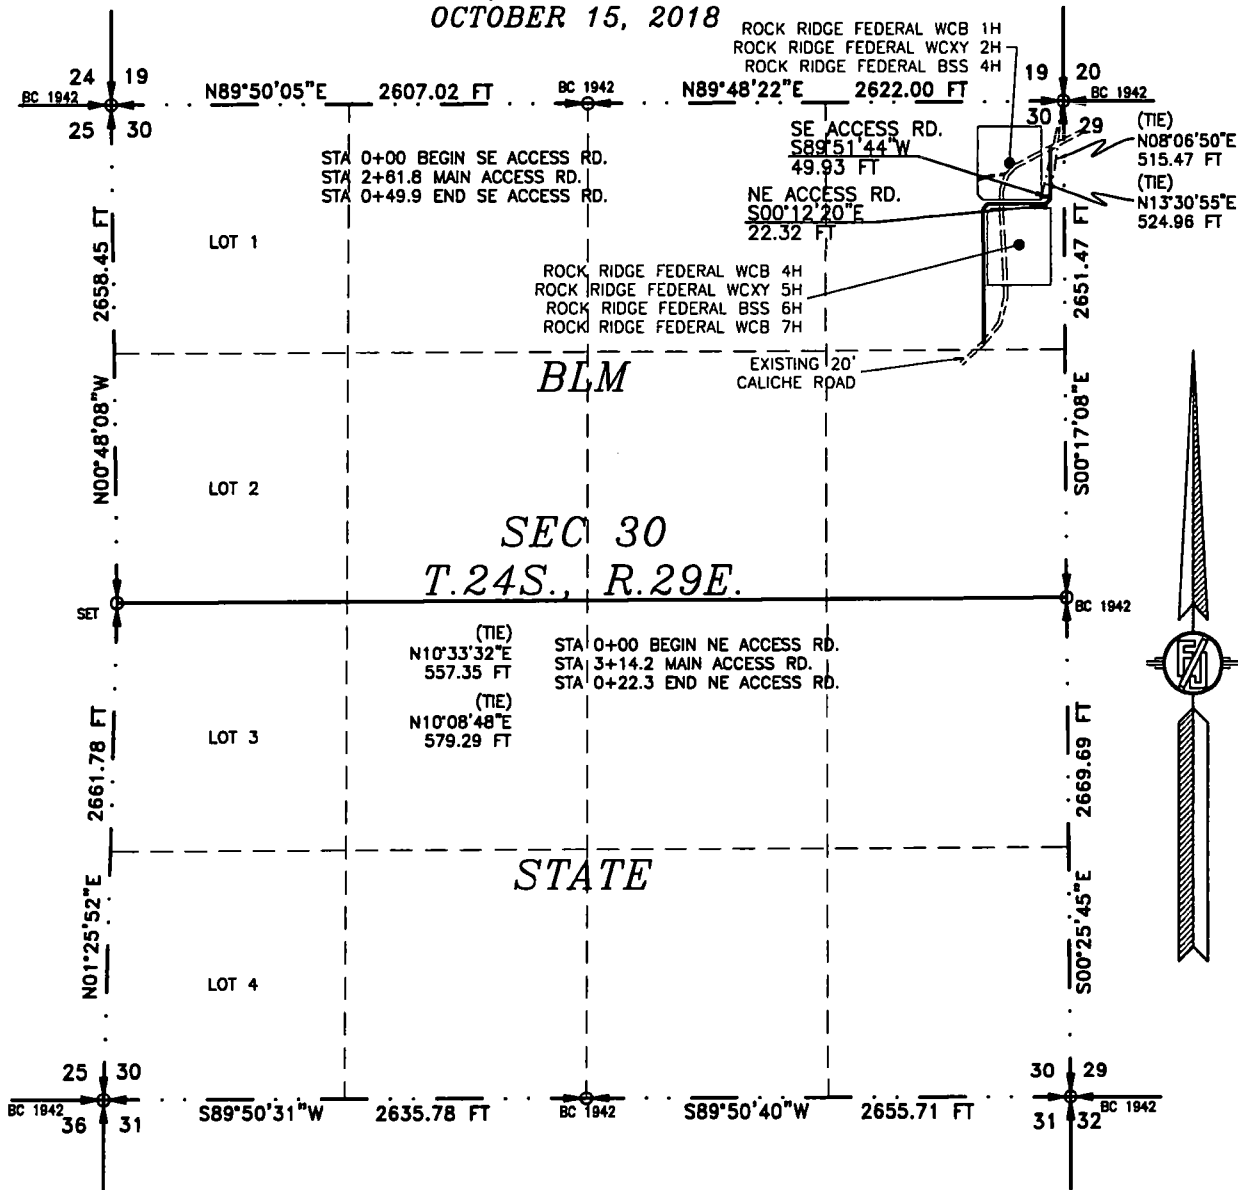 OCTOBER 15, 2018
ROCK RIDGE FEDERAL WCB 1H
ROCK RIDGE FEDERAL WCXY 2H
ROCK RIDGE FEDERAL BSS 4H
24 19
BC 1942
25 30
N89°50'05"E 2607.02 FT
BC 1942
N89°48'22"E 2622.00 FT
19 20
BC 1942
30 29
STA 0+00 BEGIN SE ACCESS RD.
STA 2+61.8 MAIN ACCESS RD.
STA 0+49.9 END SE ACCESS RD.
SE ACCESS RD.
S89°51'44"W
49.93 FT
NE ACCESS RD.
S00°12'20"E
22.32 FT
(TIE)
N08°06'50"E
515.47 FT
(TIE)
N13°30'55"E
524.96 FT
LOT 1
ROCK RIDGE FEDERAL WCB 4H
ROCK RIDGE FEDERAL WCXY 5H
ROCK RIDGE FEDERAL BSS 6H
ROCK RIDGE FEDERAL WCB 7H
N00°48'08"W 2658.45 FT
S00°17'08"E 2651.47 FT
EXISTING 20'
CALICHE ROAD
BLM
LOT 2
SEC 30
T.24S., R.29E.
SET
BC 1942
(TIE)
N10°33'32"E
557.35 FT
(TIE)
N10°08'48"E
579.29 FT
STA 0+00 BEGIN NE ACCESS RD.
STA 3+14.2 MAIN ACCESS RD.
STA 0+22.3 END NE ACCESS RD.
LOT 3
N01°25'52"E 2661.78 FT
S00°25'45"E 2669.69 FT
STATE
LOT 4
25 30
BC 1942
36 31
S89°50'31"W 2635.78 FT
BC 1942
S89°50'40"W 2655.71 FT
30 29
BC 1942
31 32